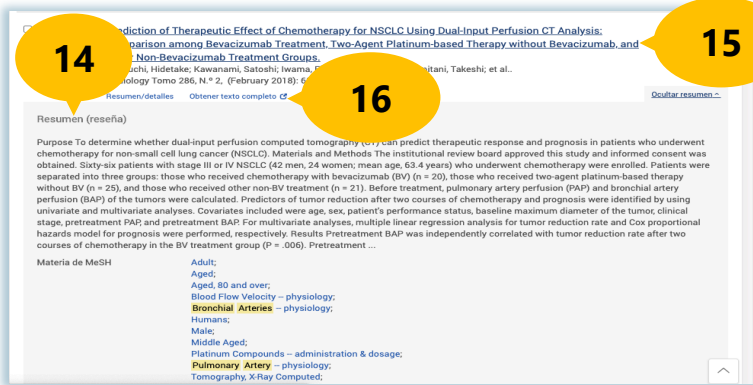 14
15
16
ediction of Therapeutic Effect of Chemotherapy for NSCLC Using Dual-Input Perfusion CT Analysis:
parison among Bevacizumab Treatment, Two-Agent Platinum-based Therapy without Bevacizumab, and
Non-Bevacizumab Treatment Groups.
uchi, Hidetake; Kawanami, Satoshi; Iwama, itani, Takeshi; et al..
iology Tomo 286, N.º 2, (February 2018): 6
Resumen/detalles Obtener texto completo Ocultar resumen
Resumen (reseña)
Purpose To determine whether dual-input perfusion computed tomography (CT) can predict therapeutic response and prognosis in patients who underwent
chemotherapy for non-small cell lung cancer (NSCLC). Materials and Methods The institutional review board approved this study and informed consent was
obtained. Sixty-six patients with stage III or IV NSCLC (42 men, 24 women; mean age, 63.4 years) who underwent chemotherapy were enrolled. Patients were
separated into three groups: those who received chemotherapy with bevacizumab (BV) (n = 20), those who received two-agent platinum-based therapy
without BV (n = 25), and those who received other non-BV treatment (n = 21). Before treatment, pulmonary artery perfusion (PAP) and bronchial artery
perfusion (BAP) of the tumors were calculated. Predictors of tumor reduction after two courses of chemotherapy and prognosis were identified by using
univariate and multivariate analyses. Covariates included were age, sex, patient's performance status, baseline maximum diameter of the tumor, clinical
stage, pretreatment PAP, and pretreatment BAP. For multivariate analyses, multiple linear regression analysis for tumor reduction rate and Cox proportional
hazards model for prognosis were performed, respectively. Results Pretreatment BAP was independently correlated with tumor reduction rate after two
courses of chemotherapy in the BV treatment group (P = .006). Pretreatment ...
Materia de MeSH Adult;
Aged;
Aged, 80 and over;
Blood Flow Velocity – physiology;
Bronchial Arteries – physiology;
Humans;
Male;
Middle Aged;
Platinum Compounds – administration & dosage;
Pulmonary Artery – physiology;
Tomography, X-Ray Computed;